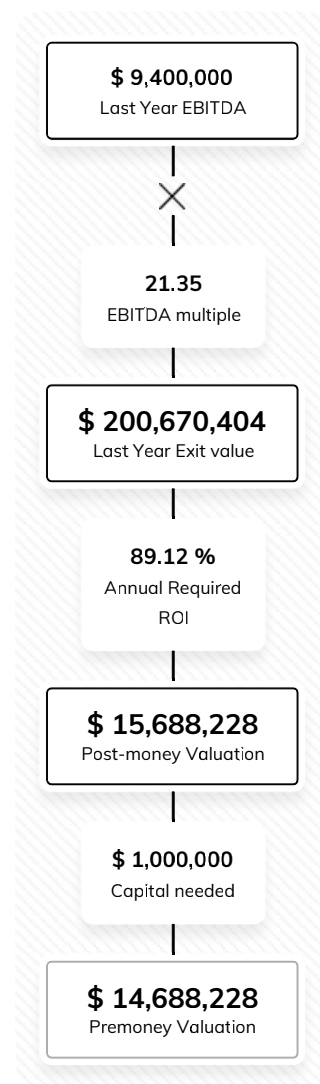 $ 9,400,000
Last Year EBITDA
21.35
EBITDA multiple
$ 200,670,404
Last Year Exit value
89.12 %
Annual Required
ROI
$ 15,688,228
Post-money Valuation
$ 1,000,000
Capital needed
$ 14,688,228
Premoney Valuation